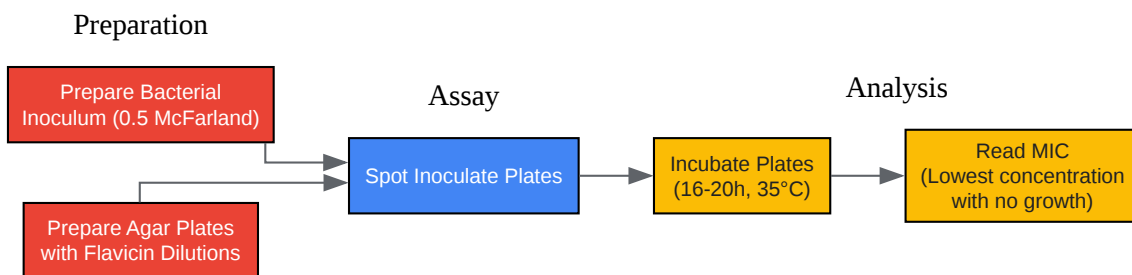 Preparation
Prepare Bacterial
Inoculum (0.5 McFarland)
Prepare Agar Plates
with Flavicin Dilutions
Assay
Spot Inoculate Plates
Analysis
Incubate Plates
(16-20h, 35°C)
Read MIC
(Lowest concentration
with no growth)